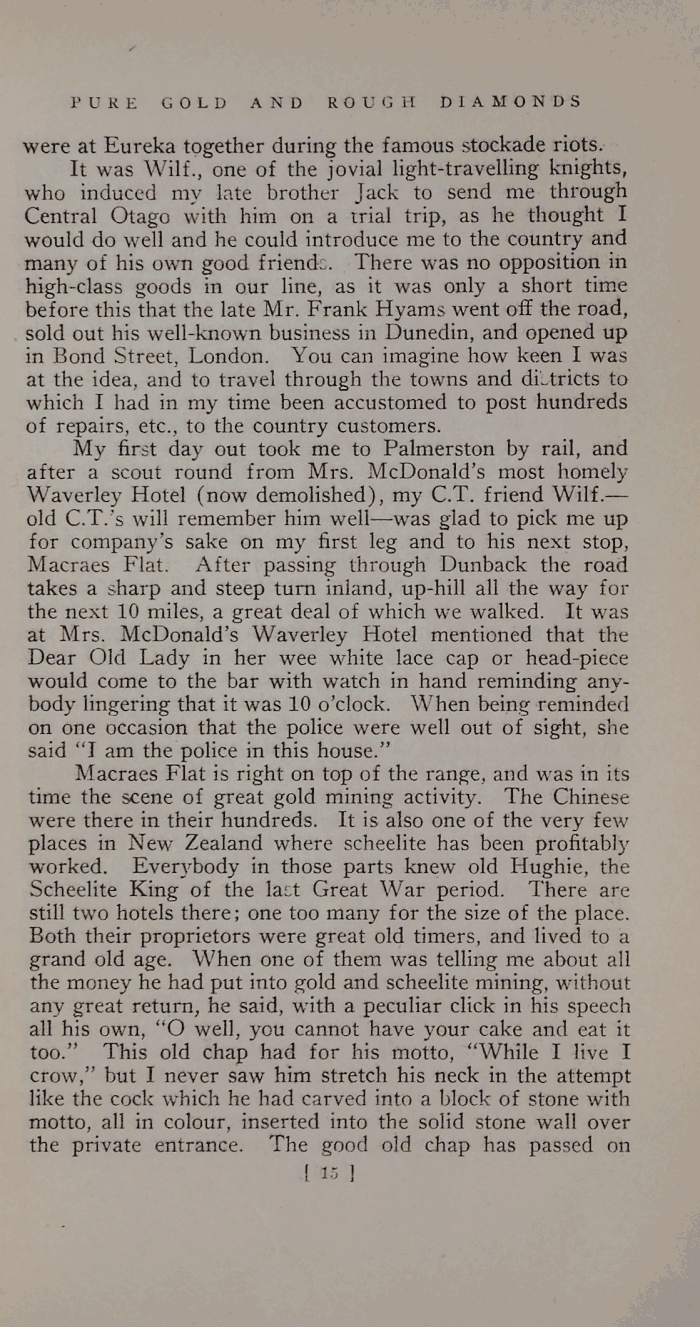 PURE GOLD AND ROUGH DIAMONDS
were at Eureka together during the famous stockade riots.
It was Wilf., one of the jovial light-travelling knights,
who induced my late brother Jack to send me through
Central Otago with him on a trial trip, as he thought I
would do well and he could introduce me to the country and
many of his own good friends. There was no opposition in
high-class goods in our line, as it was only a short time
before this that the late Mr. Frank Hyams went off the road,
sold out his well-known business in Dunedin, and opened up
in Bond Street, London. You can imagine how keen I was
at the idea, and to travel through the towns and districts to
which I had in my time been accustomed to post hundreds
of repairs, etc., to the country customers.
My first day out took me to Palmerston by rail, and
after a scout round from Mrs. McDonald's most homely
Waverley Hotel (now demolished), my C.T. friend Wilf.—
old C.T.'s will remember him well—was glad to pick me up
for company's sake on my first leg and to his next stop,
Macraes Flat. After passing through Dunback the road
takes a sharp and steep turn inland, up-hill all the way for
the next 10 miles, a great deal of which we walked. It was
at Mrs. McDonald's Waverley Hotel mentioned that the
Dear Old Lady in her wee white lace cap or head-piece
would come to the bar with watch in hand reminding any-
body lingering that it was 10 o'clock. When being reminded
on one occasion that the police were well out of sight, she
said "I am the police in this house."
Macraes Flat is right on top of the range, and was in its
time the scene of great gold mining activity. The Chinese
were there in their hundreds. It is also one of the very few
places in New Zealand where scheelite has been profitably
worked. Everybody in those parts knew old Hughie, the
Scheelite King of the last Great War period. There are
still two hotels there; one too many for the size of the place.
Both their proprietors were great old timers, and lived to a
grand old age. When one of them was telling me about all
the money he had put into gold and scheelite mining, without
any great return, he said, with a peculiar click in his speech
all his own, "O well, you cannot have your cake and eat it
too." This old chap had for his motto, "While I live I
crow," but I never saw him stretch his neck in the attempt
like the cock which he had carved into a block of stone with
motto, all in colour, inserted into the solid stone wall over
the private entrance. The good old chap has passed on
[ 15 ]